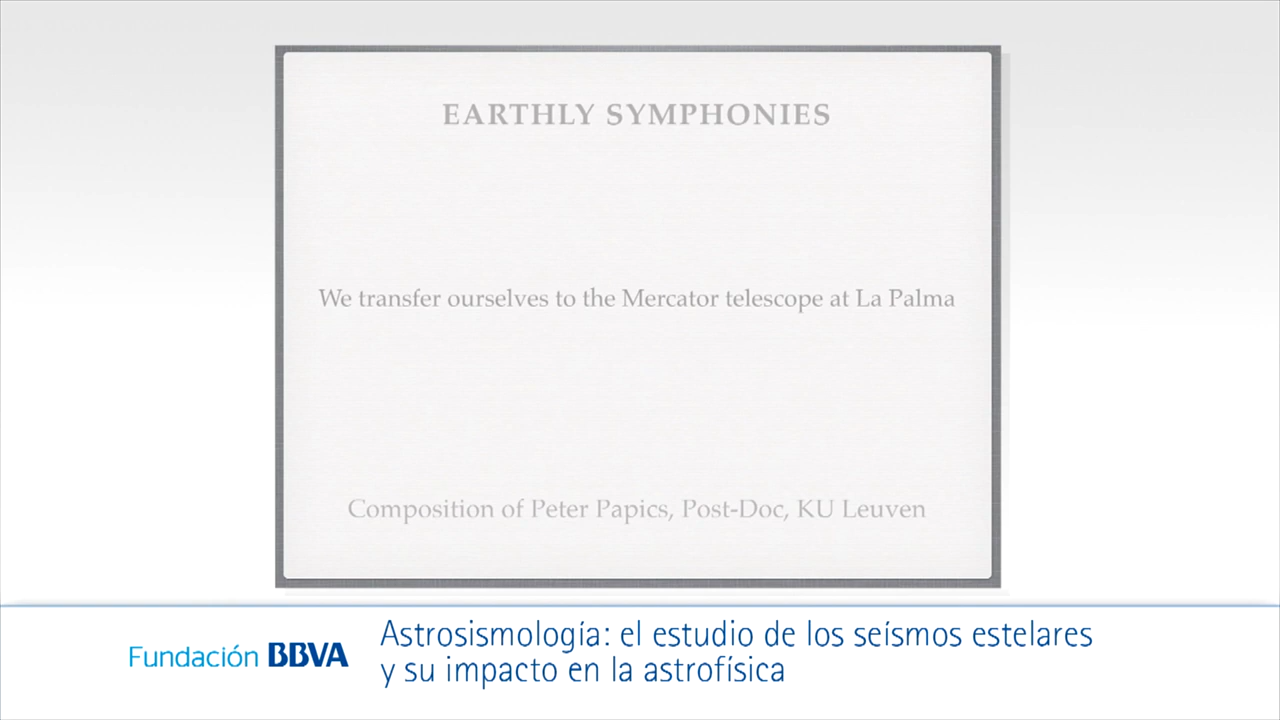 EARTHLY SYMPHONIES
We transfer ourselves to the Mercator telescope at La Palma
Composition of Peter Papics, Post-Doc, KU Leuven
Fundación BBVA
Astrosismología: el estudio de los seísmos estelares
y su impacto en la astrofísica